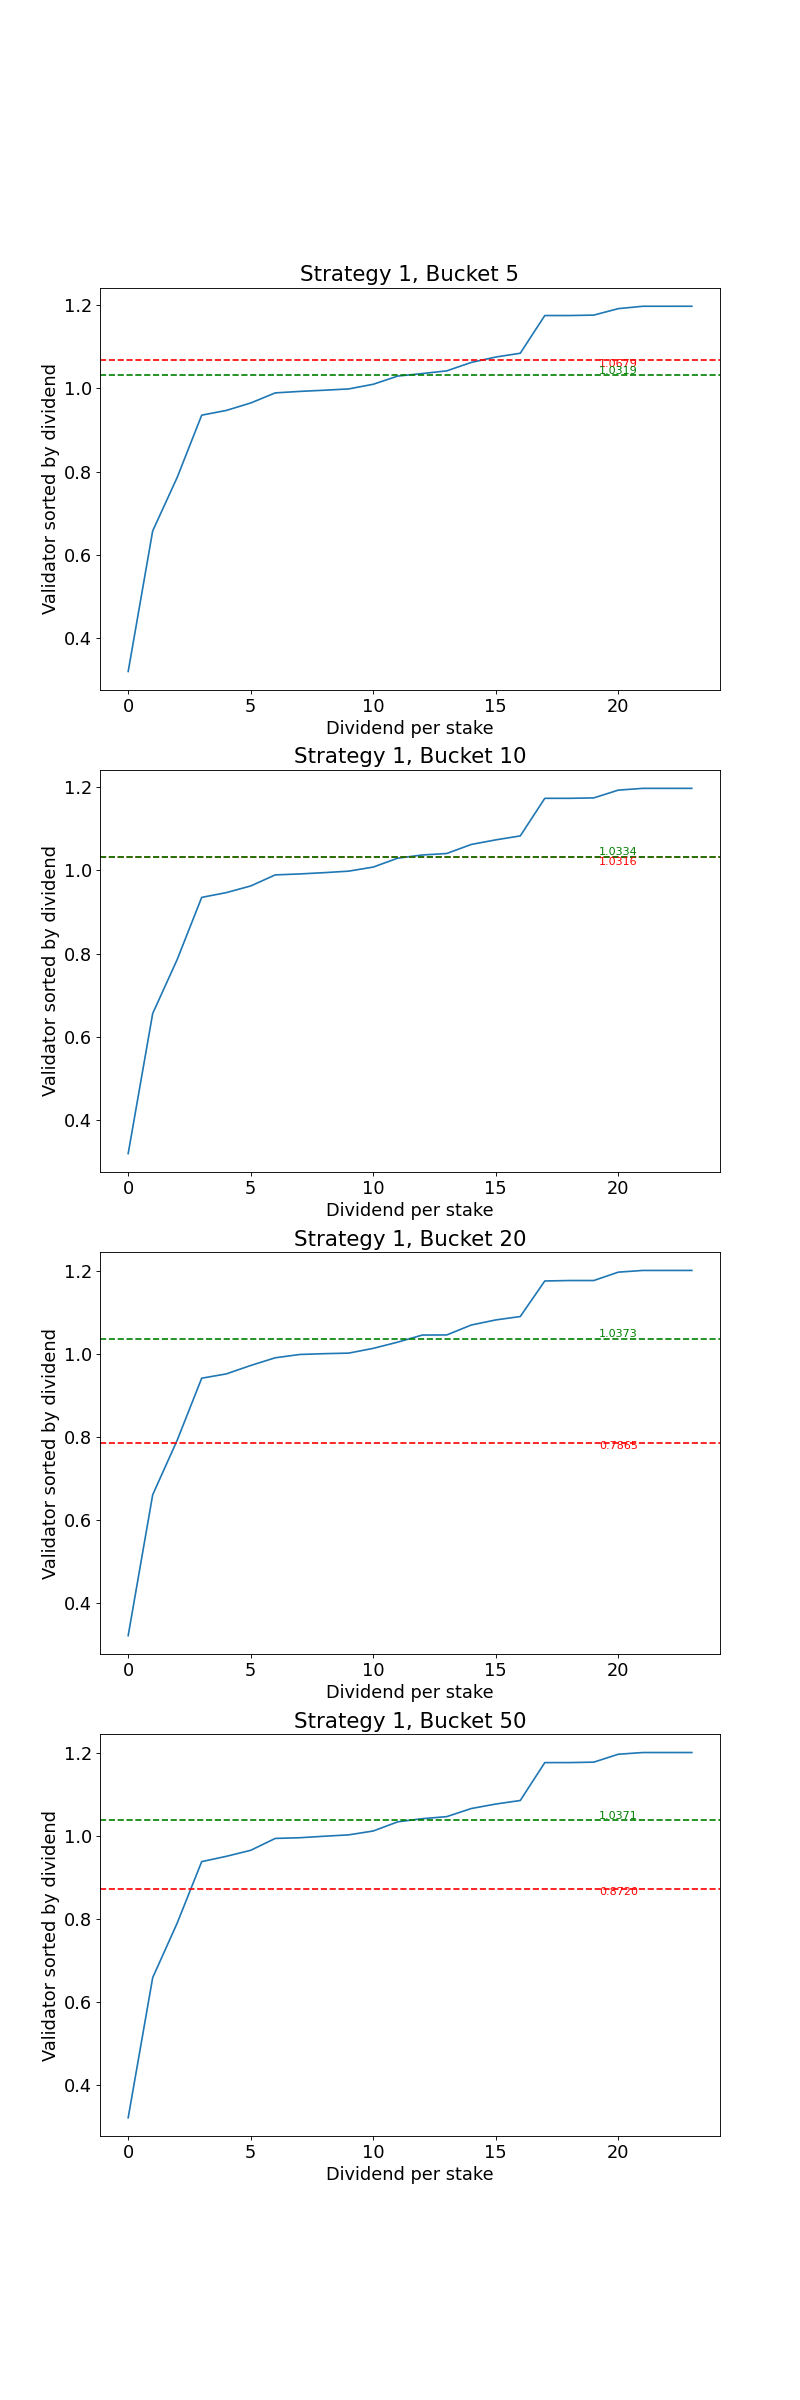 Strategy 1, Bucket 5
1.2
1.0
0.8
0.6
0.4
1.0679
1.0319
Validator sorted by dividend
0 5 10 15 20
Dividend per stake
Strategy 1, Bucket 10
1.2
1.0
0.8
0.6
0.4
1.0334
1.0316
Validator sorted by dividend
0 5 10 15 20
Dividend per stake
Strategy 1, Bucket 20
1.2
1.0
0.8
0.6
0.4
1.0373
0.7865
Validator sorted by dividend
0 5 10 15 20
Dividend per stake
Strategy 1, Bucket 50
1.2
1.0
0.8
0.6
0.4
1.0371
0.8720
Validator sorted by dividend
0 5 10 15 20
Dividend per stake